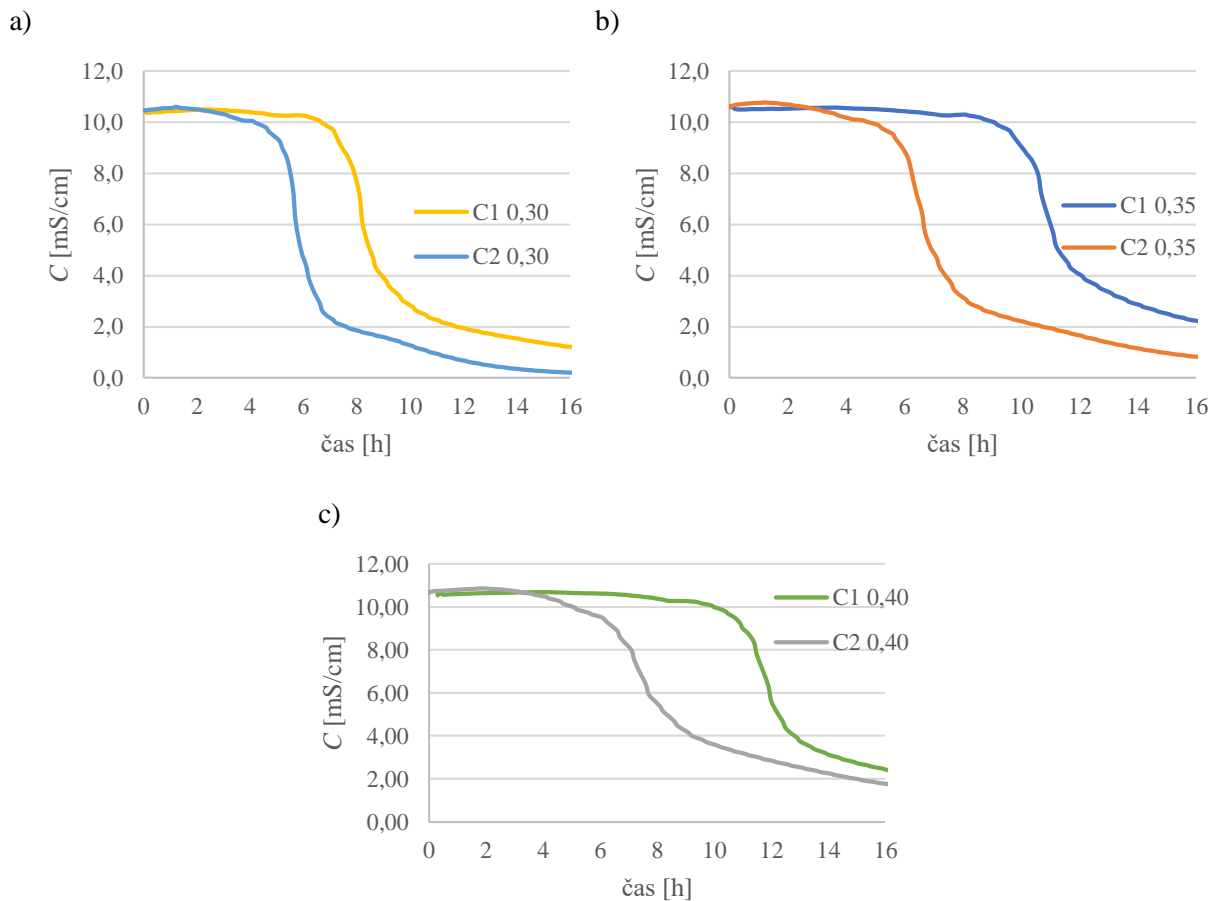 a)
12,0
10,0
8,0
6,0
4,0
2,0
0,0
C [mS/cm]
C1 0,30
C2 0,30
0 2 4 6 8 10 12 14 16
čas [h]
b)
12,0
10,0
8,0
6,0
4,0
2,0
0,0
C [mS/cm]
C1 0,35
C2 0,35
0 2 4 6 8 10 12 14 16
čas [h]
c)
12,00
10,00
8,00
6,00
4,00
2,00
0,00
C [mS/cm]
C1 0,40
C2 0,40
0 2 4 6 8 10 12 14 16
čas [h]